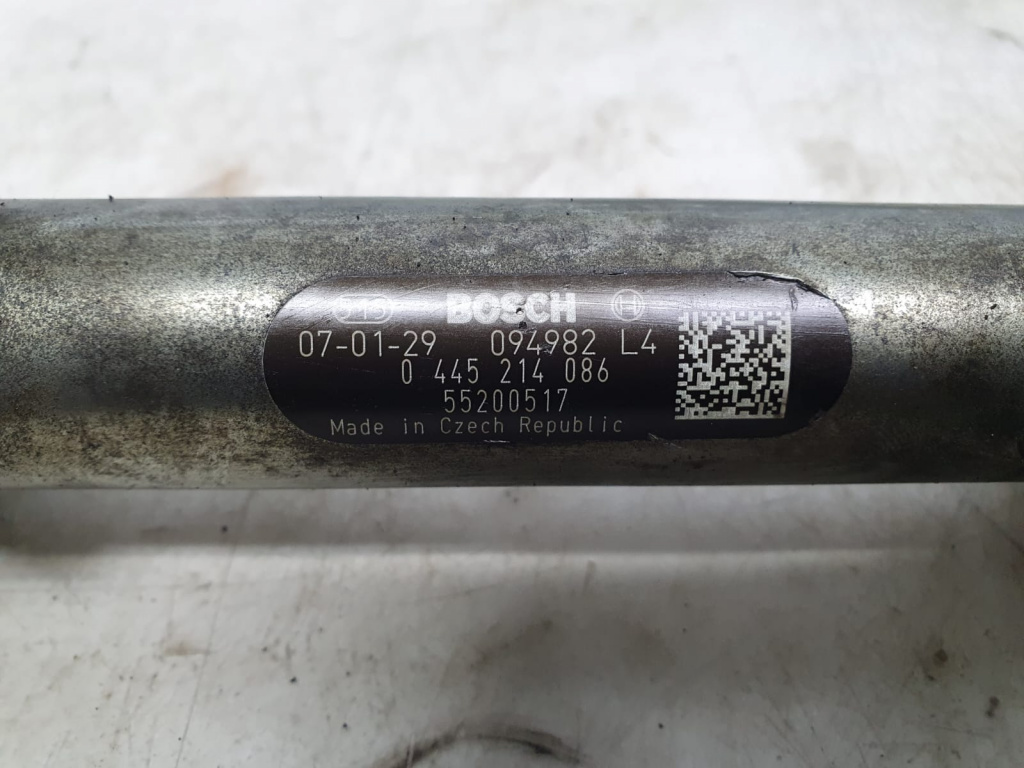 BOSCH
07-01-29 094982 L4
0 445 214 086
55200517
Made in Czech Republic